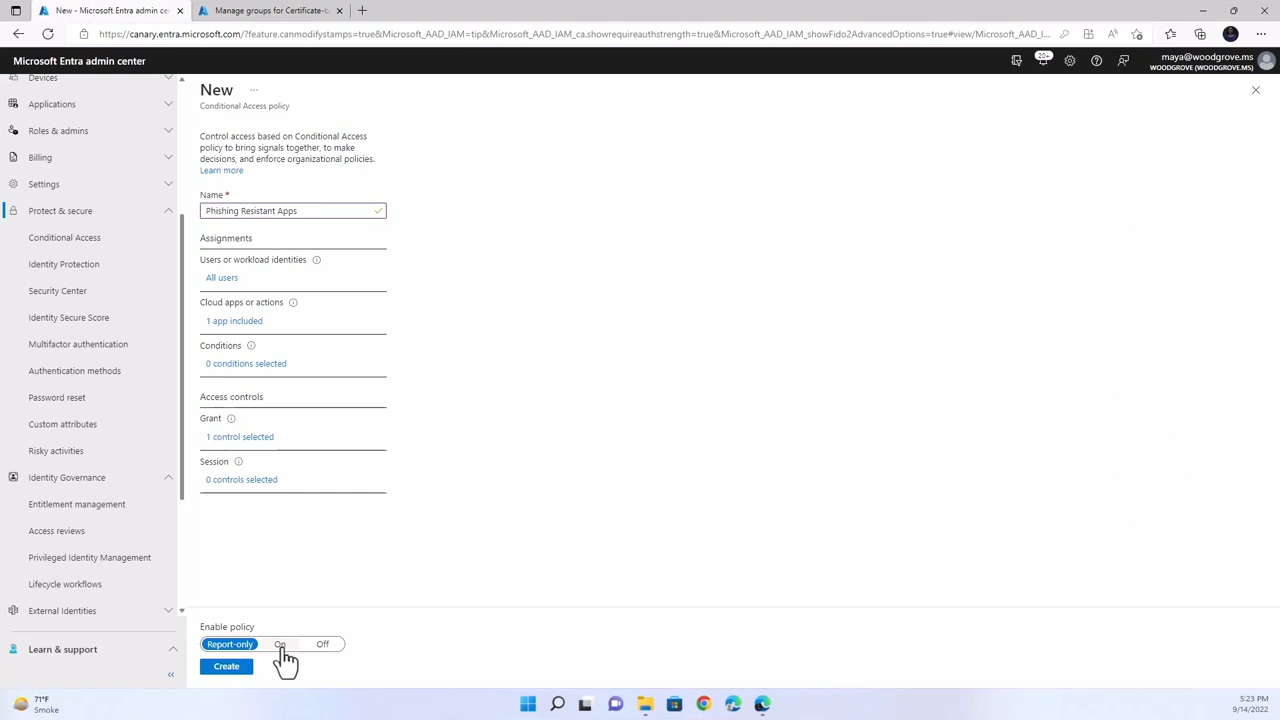 New - Microsoft Entra admin cen
Manage groups for Certificate-b
https://canary.entra.microsoft.com/?feature.canmodifystamps=true&Microsoft_AAD_IAM=tip&Microsoft_AAD_IAM_ca.showrequireauthstrength=true&Microsoft_AAD_IAM_showFido2AdvancedOptions=true#view/Microsoft_AAD_I...
Microsoft Entra admin center
20+
maya@woodgrove.ms
WOODGROVE (WOODGROVE.MS)
Devices
Applications
Roles & admins
Billing
Settings
Protect & secure
Conditional Access
Identity Protection
Security Center
Identity Secure Score
Multifactor authentication
Authentication methods
Password reset
Custom attributes
Risky activities
Identity Governance
Entitlement management
Access reviews
Privileged Identity Management
Lifecycle workflows
External Identities
Learn & support
New ...
Conditional Access policy
Control access based on Conditional Access
policy to bring signals together, to make
decisions, and enforce organizational policies.
Learn more
Name *
Phishing Resistant Apps
Assignments
Users or workload identities
All users
Cloud apps or actions
1 app included
Conditions
0 conditions selected
Access controls
Grant
1 control selected
Session
0 controls selected
Enable policy
Report-only On Off
Create
71°F
Smoke
5:23 PM
9/14/2022